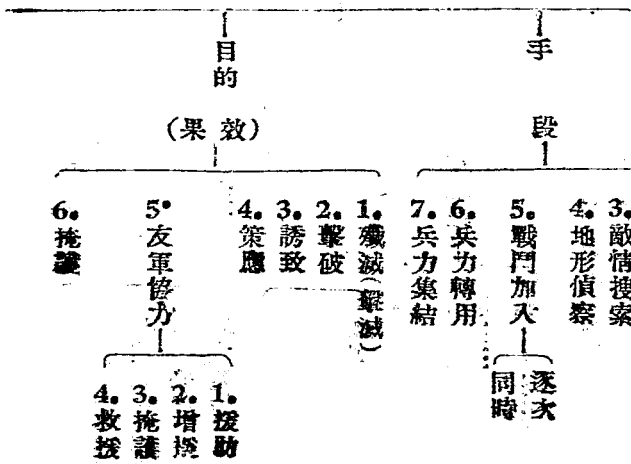 手段
3.敵情搜索
4.地形偵察
5.戰鬥加入
逐次
同時
6.兵力轉用
7.兵力集結
目的
（效果）
1.殲滅（擊滅）
2.擊破
3.誘致
4.策應
5.友軍協力
1.援助
2.增援
3.掩護
4.救援
6.掩護